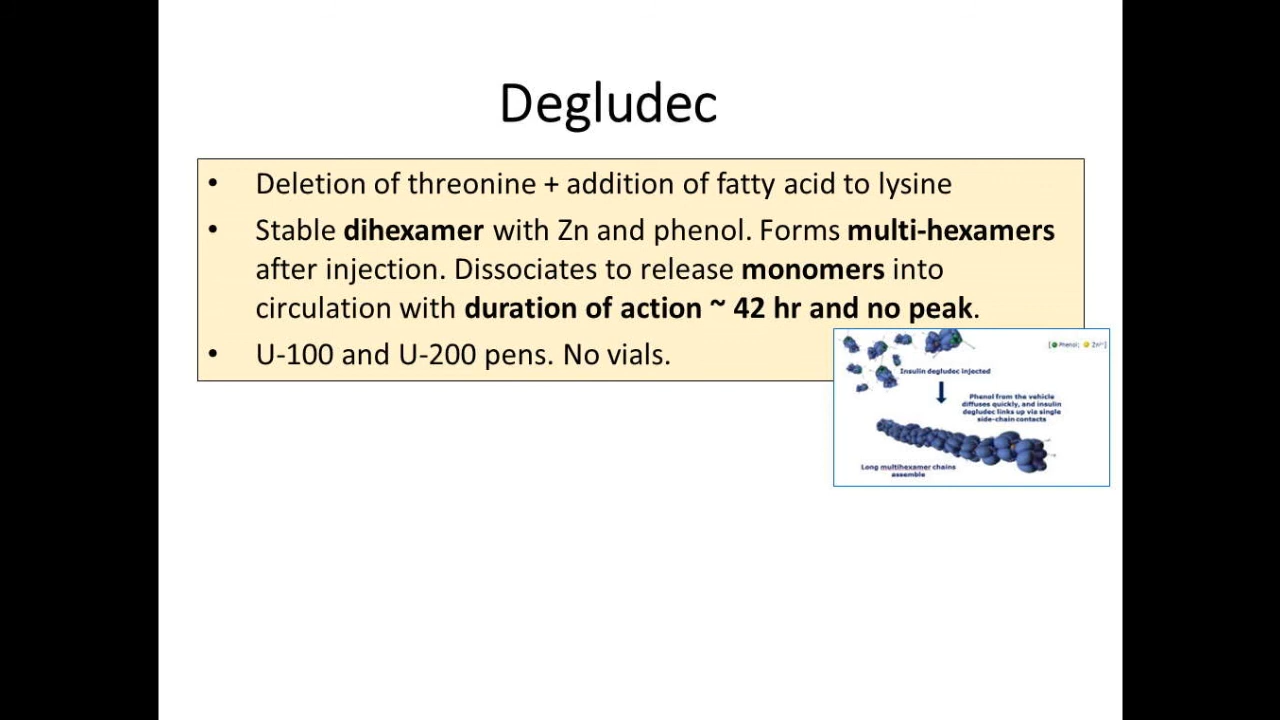 Degludec
• Deletion of threonine + addition of fatty acid to lysine
• Stable dihexamer with Zn and phenol. Forms multi-hexamers
after injection. Dissociates to release monomers into
circulation with duration of action ~ 42 hr and no peak.
• U-100 and U-200 pens. No vials.
[ Phenol; Zn²⁺]
Insulin degludec injected
Phenol from the vehicle
diffuses quickly, and insulin
degludec links up via single
side-chain contacts
Long multihexamer chains
assemble